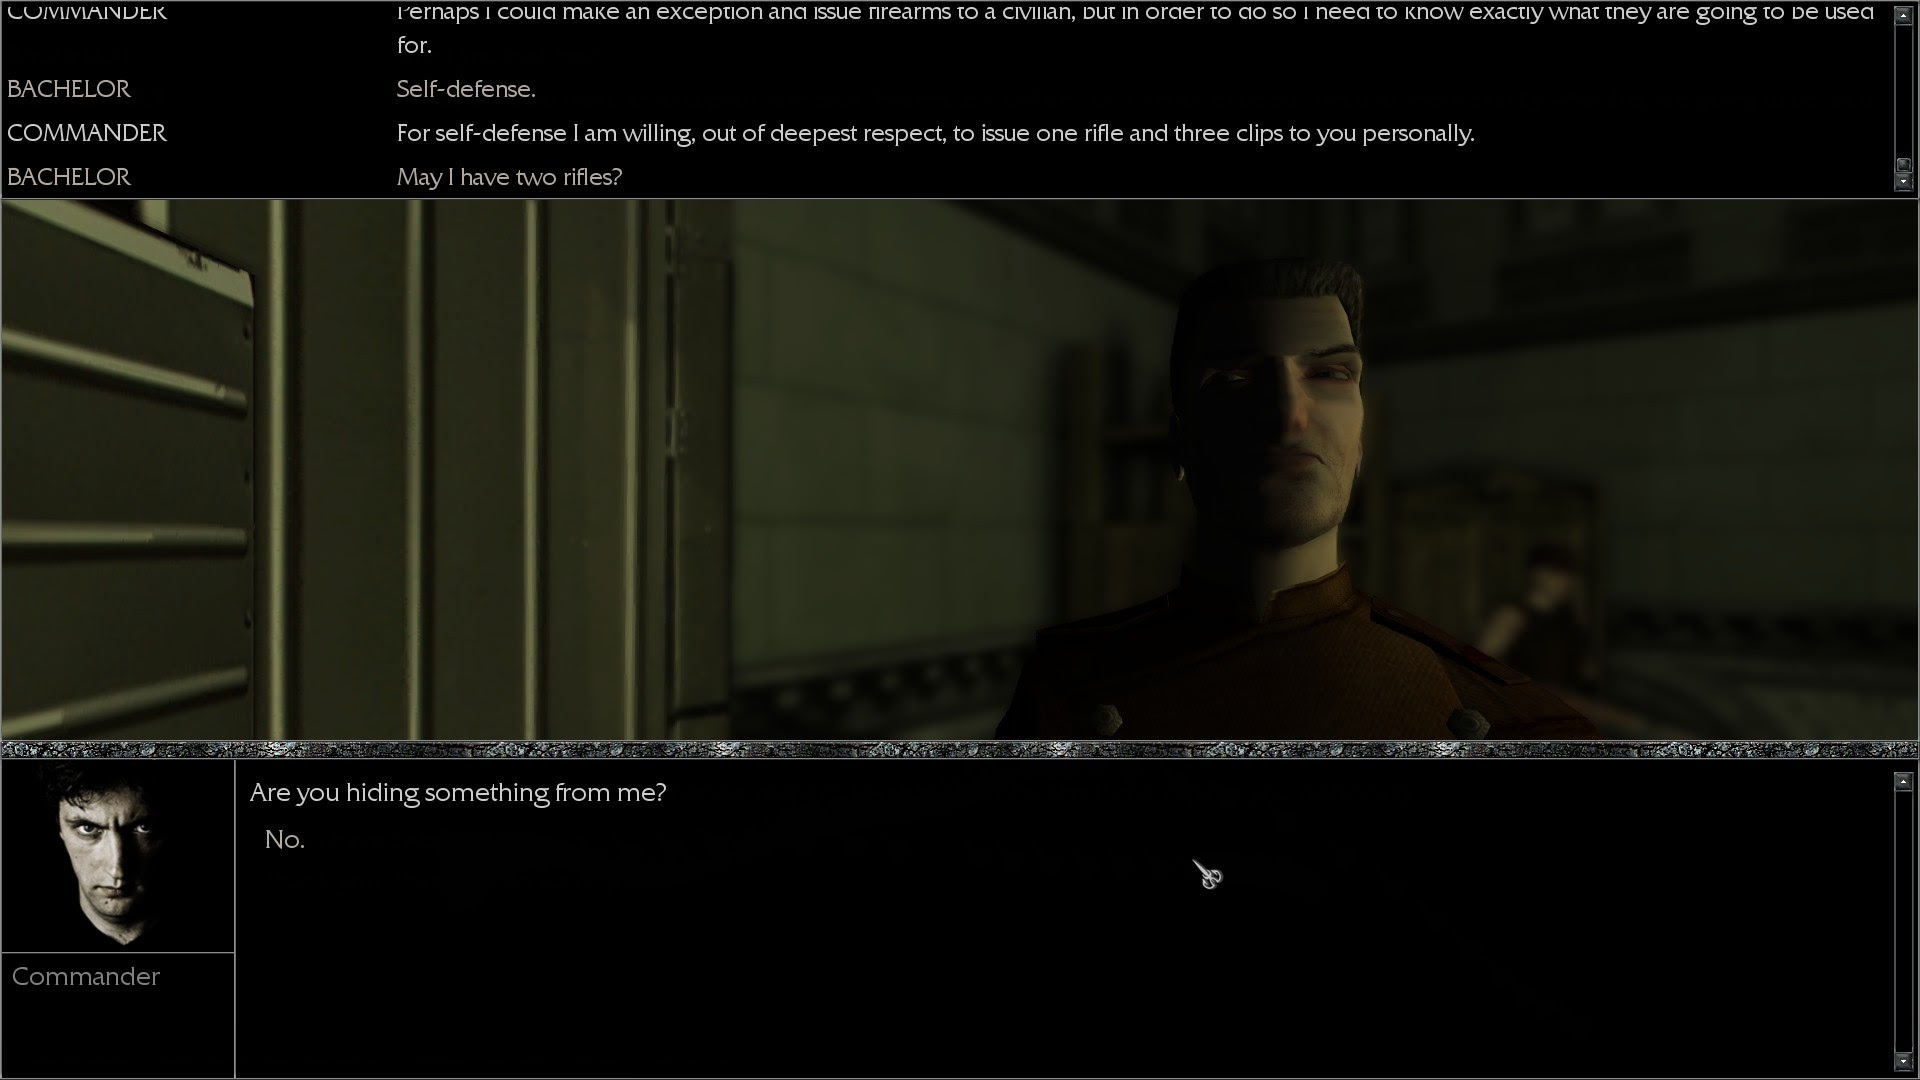 COMMANDER Perhaps I could make an exception and issue firearms to a civilian, but in order to do so I need to know exactly what they are going to be used
for.
BACHELOR Self-defense.
COMMANDER For self-defense I am willing, out of deepest respect, to issue one rifle and three clips to you personally.
BACHELOR May I have two rifles?
Are you hiding something from me?
No.
Commander